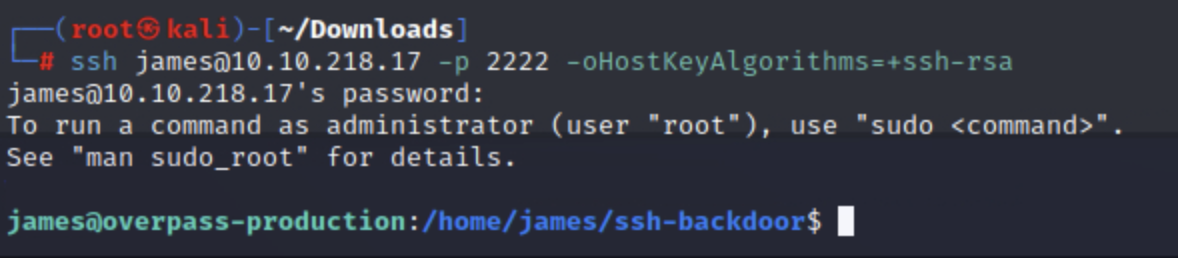 ┌──(root㉿kali)-[~/Downloads]
└─# ssh james@10.10.218.17 -p 2222 -oHostKeyAlgorithms=+ssh-rsa
james@10.10.218.17's password:
To run a command as administrator (user "root"), use "sudo <command>".
See "man sudo_root" for details.
james@overpass-production:/home/james/ssh-backdoor$